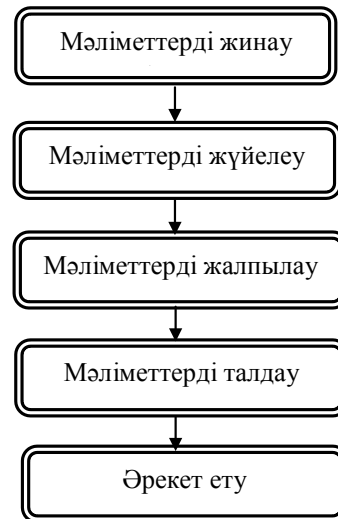 Мәліметтерді жинау
Мәліметтерді жүйелеу
Мәліметтерді жалпылау
Мәліметтерді талдау
Әрекет ету